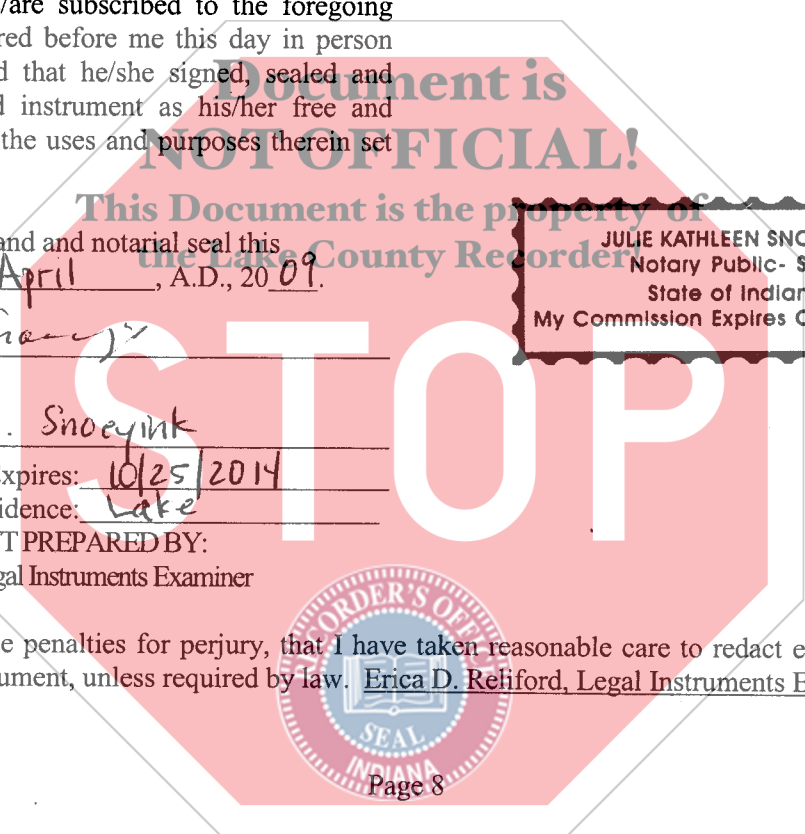 /are subscribed to the foregoing
red before me this day in person
d that he/she signed, sealed and
d instrument as his/her free and
the uses and purposes therein set
Document is
NOT OFFICIAL!
This Document is the property of
the Lake County Recorder!
and and notarial seal this
April, A.D., 20 09.
JULIE KATHLEEN SNO
Notary Public- S
State of Indian
My Commission Expires O
STOP
. Snoeyink
xpires: 10/25/2014
idence: Lake
T PREPARED BY:
gal Instruments Examiner
e penalties for perjury, that I have taken reasonable care to redact e
ument, unless required by law. Erica D. Reliford, Legal Instruments E
RECORDER'S OFFICE
SEAL
INDIANA
Page 8